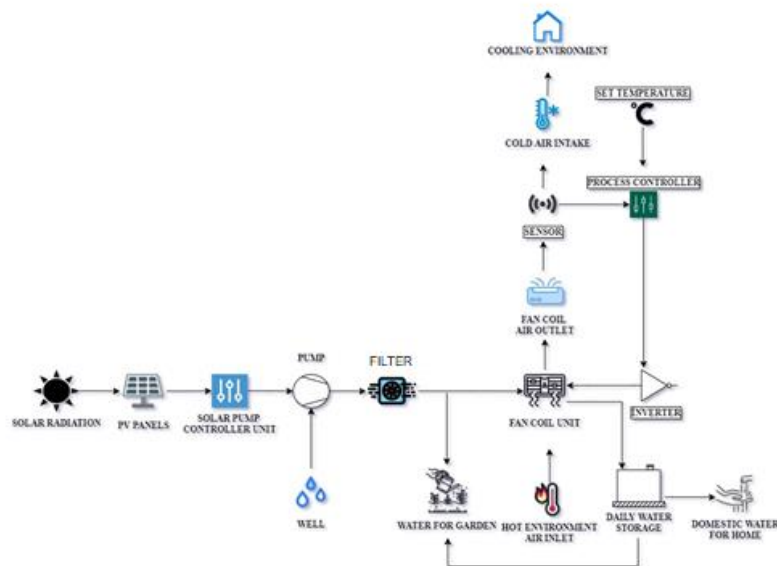 COOLING ENVIRONMENT
SET TEMPERATURE
°C
COLD AIR INTAKE
PROCESS CONTROLLER
SENSOR
FAN COIL
AIR OUTLET
PUMP
FILTER
SOLAR RADIATION
PV PANELS
SOLAR PUMP
CONTROLLER UNIT
FAN COIL UNIT
INVERTER
WELL
WATER FOR GARDEN
HOT ENVIRONMENT
AIR INLET
DAILY WATER
STORAGE
DOMESTIC WATER
FOR HOME